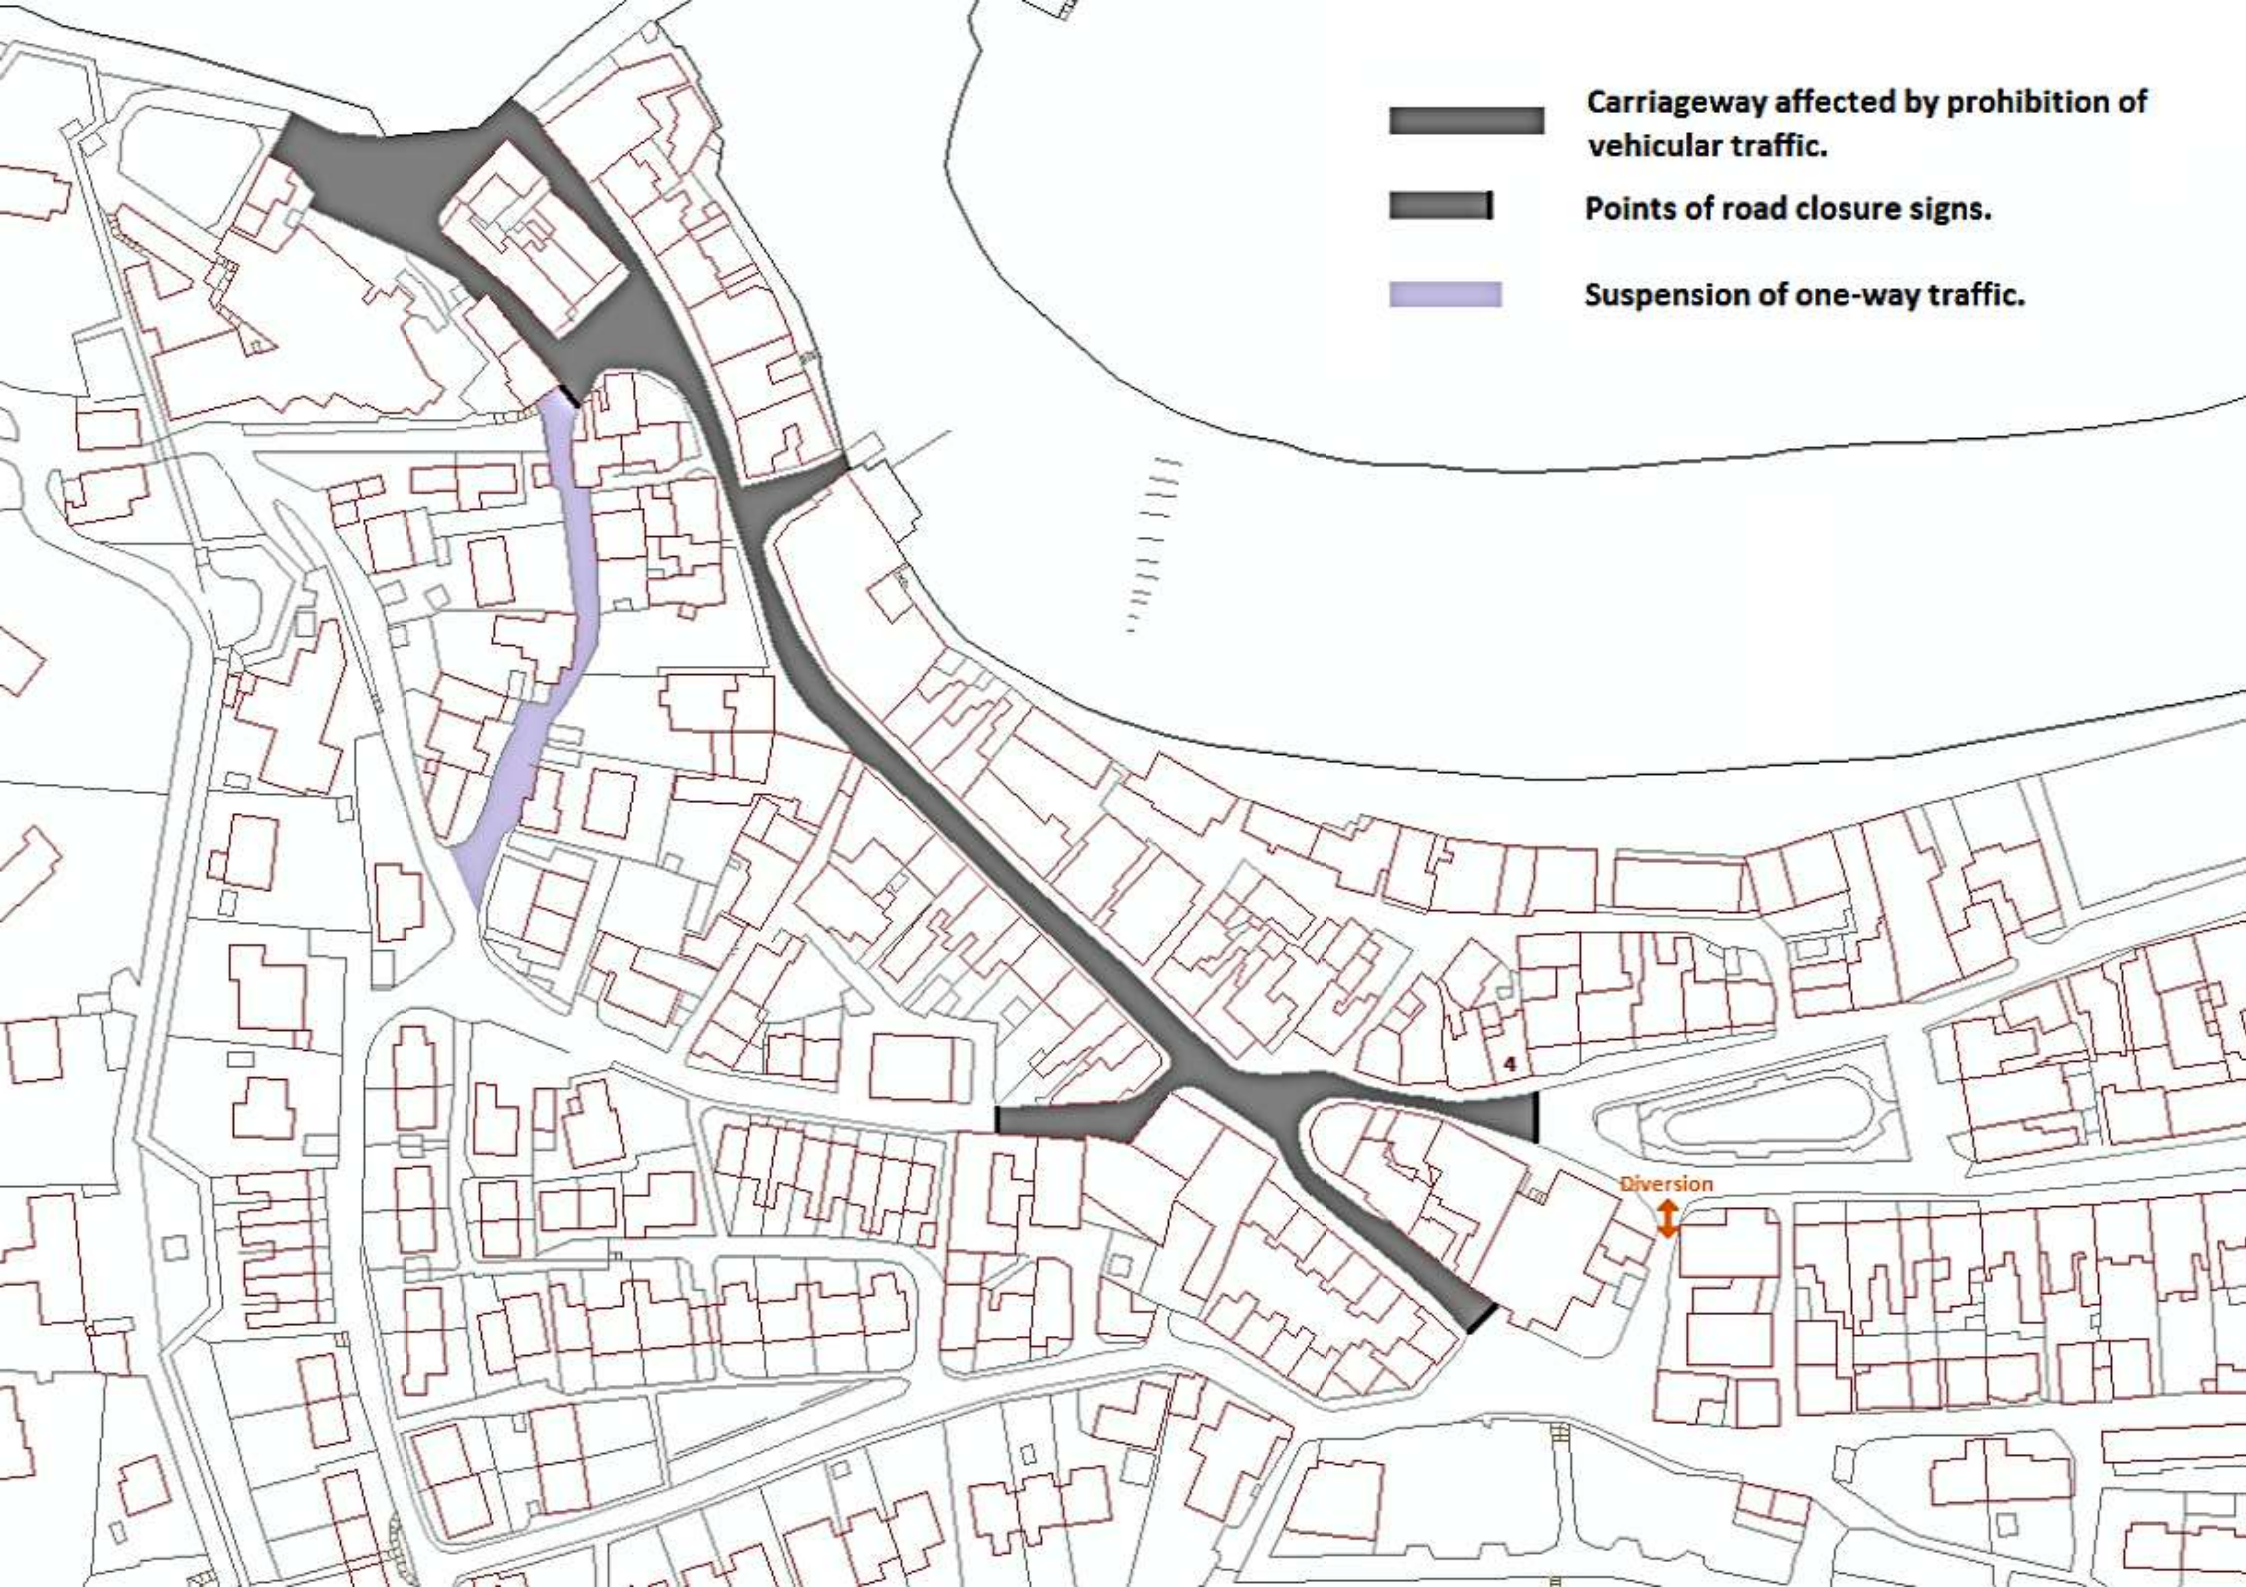 Carriageway affected by prohibition of
vehicular traffic.
Points of road closure signs.
Suspension of one-way traffic.
4
Diversion